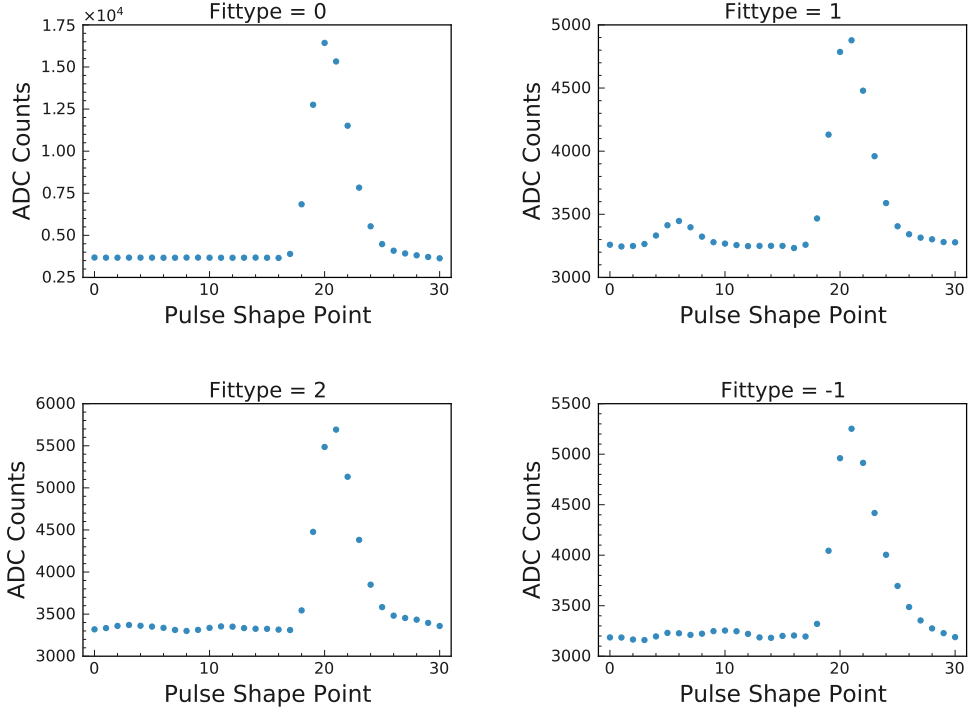 Fittype = 0
×10⁴
1.75
1.50
1.25
1.00
0.75
0.50
0.25
ADC Counts
0 10 20 30
Pulse Shape Point
Fittype = 1
5000
4500
4000
3500
3000
ADC Counts
0 10 20 30
Pulse Shape Point
Fittype = 2
6000
5500
5000
4500
4000
3500
3000
ADC Counts
0 10 20 30
Pulse Shape Point
Fittype = -1
5500
5000
4500
4000
3500
3000
ADC Counts
0 10 20 30
Pulse Shape Point